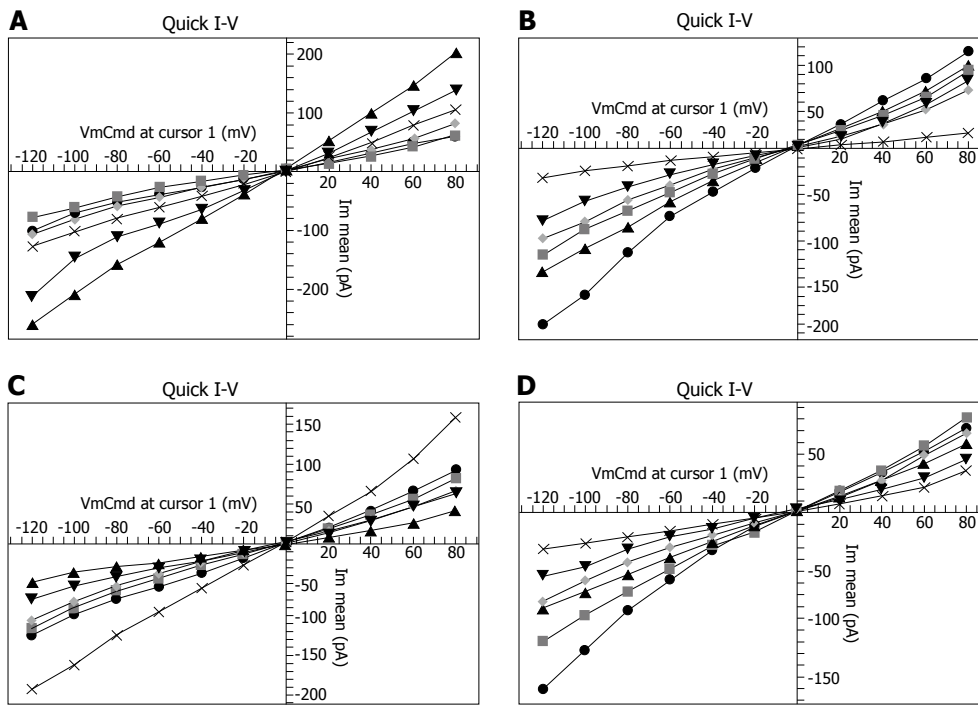 A
Quick I-V
200
100
VmCmd at cursor 1 (mV)
-120 -100 -80 -60 -40 -20
20 40 60 80
-100
-200
Im mean (pA)
B
Quick I-V
100
50
VmCmd at cursor 1 (mV)
-120 -100 -80 -60 -40 -20
20 40 60 80
-50
-100
-150
-200
Im mean (pA)
C
Quick I-V
150
100
50
VmCmd at cursor 1 (mV)
-120 -100 -80 -60 -40 -20
20 40 60 80
-50
-100
-150
-200
Im mean (pA)
D
Quick I-V
50
VmCmd at cursor 1 (mV)
-120 -100 -80 -60 -40 -20
20 40 60 80
-50
-100
-150
Im mean (pA)